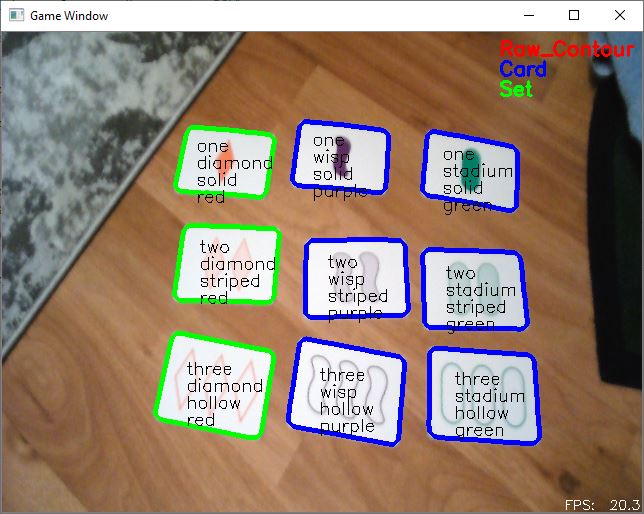 Game Window
Raw_Contour
Card
Set
one
diamond
solid
red
one
wisp
solid
purple
one
stadium
solid
green
two
diamond
striped
red
two
wisp
striped
purple
two
stadium
striped
green
three
diamond
hollow
red
three
wisp
hollow
purple
three
stadium
hollow
green
FPS: 20.3